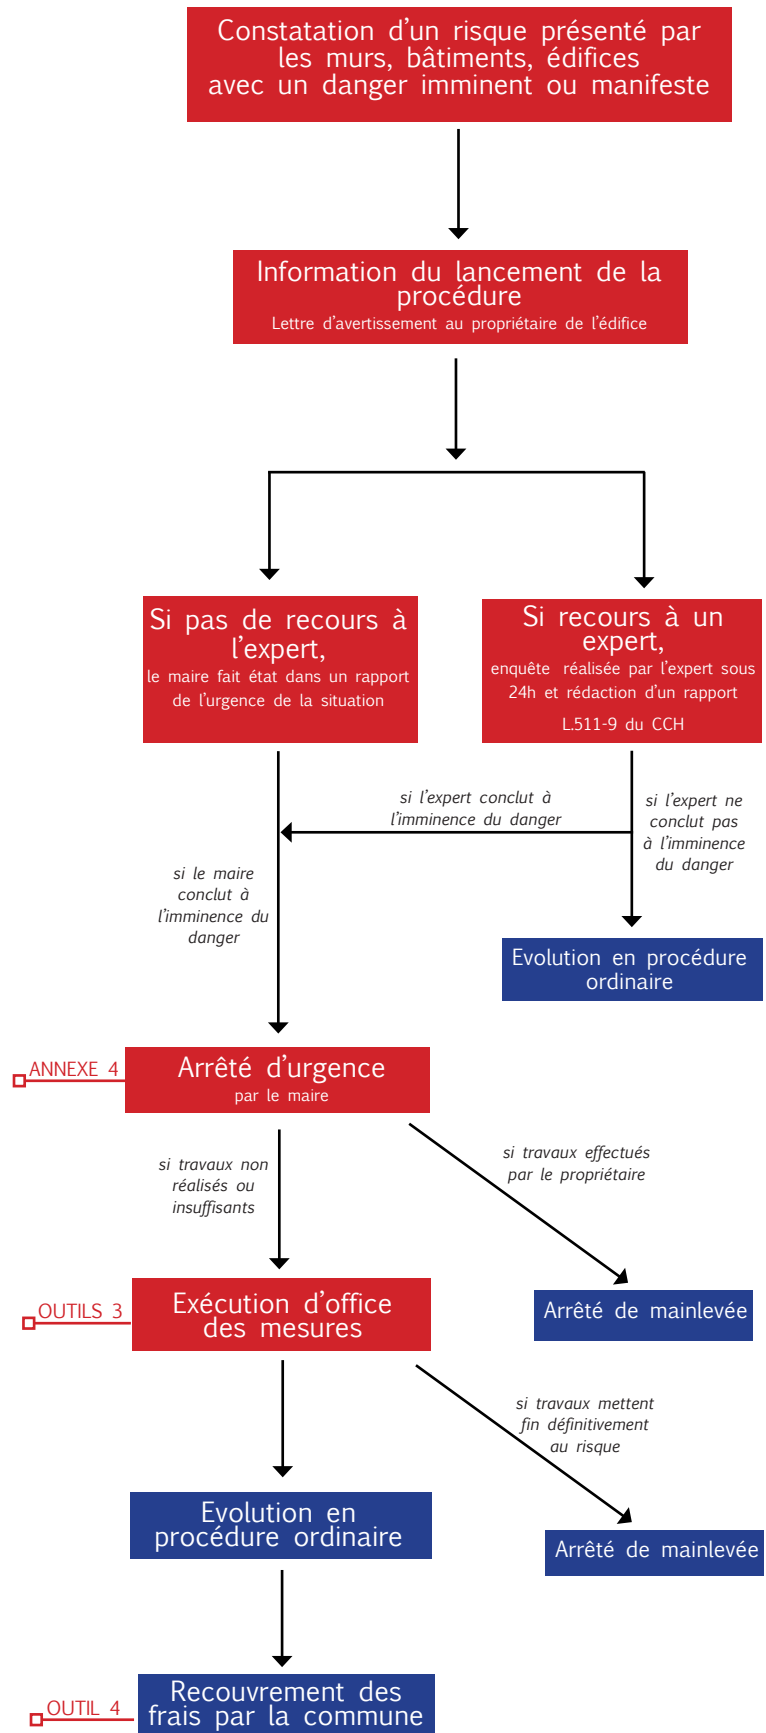 Constatation d'un risque présenté par
les murs, bâtiments, édifices
avec un danger imminent ou manifeste
Information du lancement de la
procédure
Lettre d'avertissement au propriétaire de l'édifice
Si pas de recours à
l'expert,
le maire fait état dans un rapport
de l'urgence de la situation
Si recours à un
expert,
enquête réalisée par l'expert sous
24h et rédaction d'un rapport
L.511-9 du CCH
si l'expert conclut à
l'imminence du danger
si l'expert ne
conclut pas
à l'imminence
du danger
si le maire
conclut à
l'imminence du
danger
Evolution en procédure
ordinaire
ANNEXE 4
Arrêté d'urgence
par le maire
si travaux non
réalisés ou
insuffisants
si travaux effectués
par le propriétaire
OUTILS 3
Exécution d'office
des mesures
Arrêté de mainlevée
si travaux mettent
fin définitivement
au risque
Evolution en
procédure ordinaire
Arrêté de mainlevée
OUTIL 4
Recouvrement des
frais par la commune